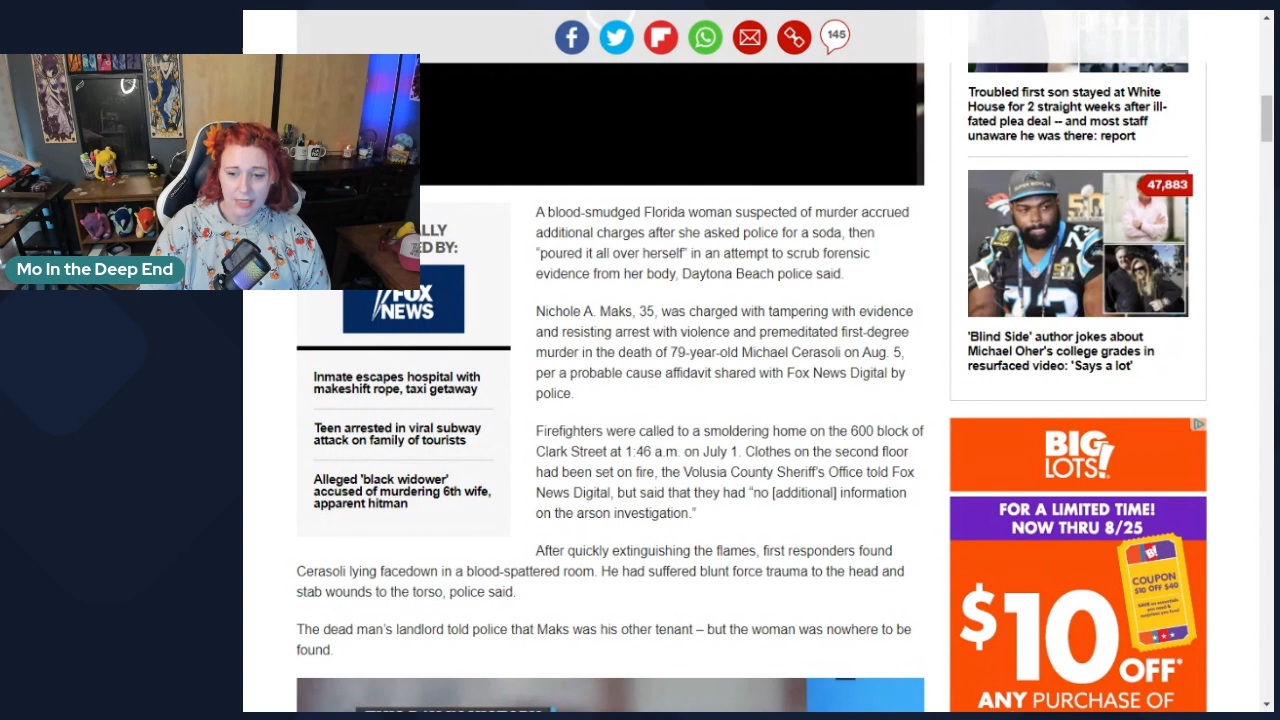 145
Troubled first son stayed at White
House for 2 straight weeks after ill-
fated plea deal -- and most staff
unaware he was there: report
47,883
'Blind Side' author jokes about
Michael Oher's college grades in
resurfaced video: 'Says a lot'
Mo In the Deep End
ED BY:
FOX
NEWS
Inmate escapes hospital with
makeshift rope, taxi getaway
Teen arrested in viral subway
attack on family of tourists
Alleged 'black widower'
accused of murdering 6th wife,
apparent hitman
A blood-smudged Florida woman suspected of murder accrued
additional charges after she asked police for a soda, then
“poured it all over herself” in an attempt to scrub forensic
evidence from her body, Daytona Beach police said.
Nichole A. Maks, 35, was charged with tampering with evidence
and resisting arrest with violence and premeditated first-degree
murder in the death of 79-year-old Michael Cerasoli on Aug. 5,
per a probable cause affidavit shared with Fox News Digital by
police.
Firefighters were called to a smoldering home on the 600 block of
Clark Street at 1:46 a.m. on July 1. Clothes on the second floor
had been set on fire, the Volusia County Sheriff’s Office told Fox
News Digital, but said that they had “no [additional] information
on the arson investigation.”
After quickly extinguishing the flames, first responders found
Cerasoli lying facedown in a blood-spattered room. He had suffered blunt force trauma to the head and
stab wounds to the torso, police said.
The dead man’s landlord told police that Maks was his other tenant – but the woman was nowhere to be
found.
BIG
LOTS!
FOR A LIMITED TIME!
NOW THRU 8/25
B!
COUPON
$10 OFF $40
$10
OFF*
ANY PURCHASE OF